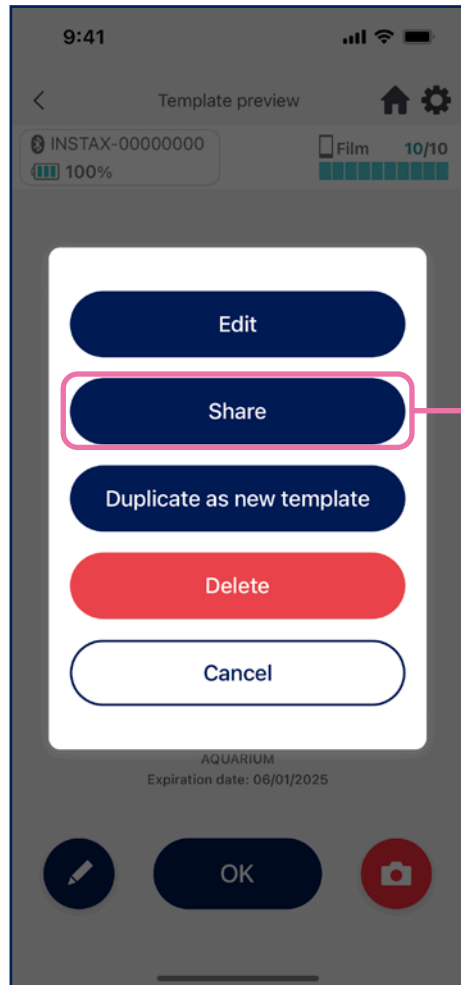 9:41
Template preview
INSTAX-00000000
100%
Film 10/10
Edit
Share
Duplicate as new template
Delete
Cancel
AQUARIUM
Expiration date: 06/01/2025
OK